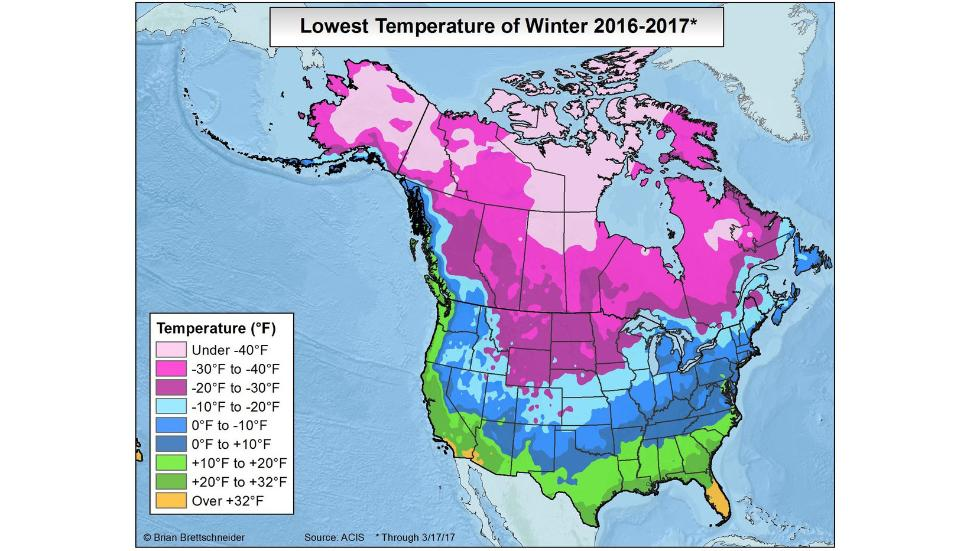 Lowest Temperature of Winter 2016-2017*
Temperature (°F)
Under -40°F
-30°F to -40°F
-20°F to -30°F
-10°F to -20°F
0°F to -10°F
0°F to +10°F
+10°F to +20°F
+20°F to +32°F
Over +32°F
© Brian Brettschneider Source: ACIS * Through 3/17/17